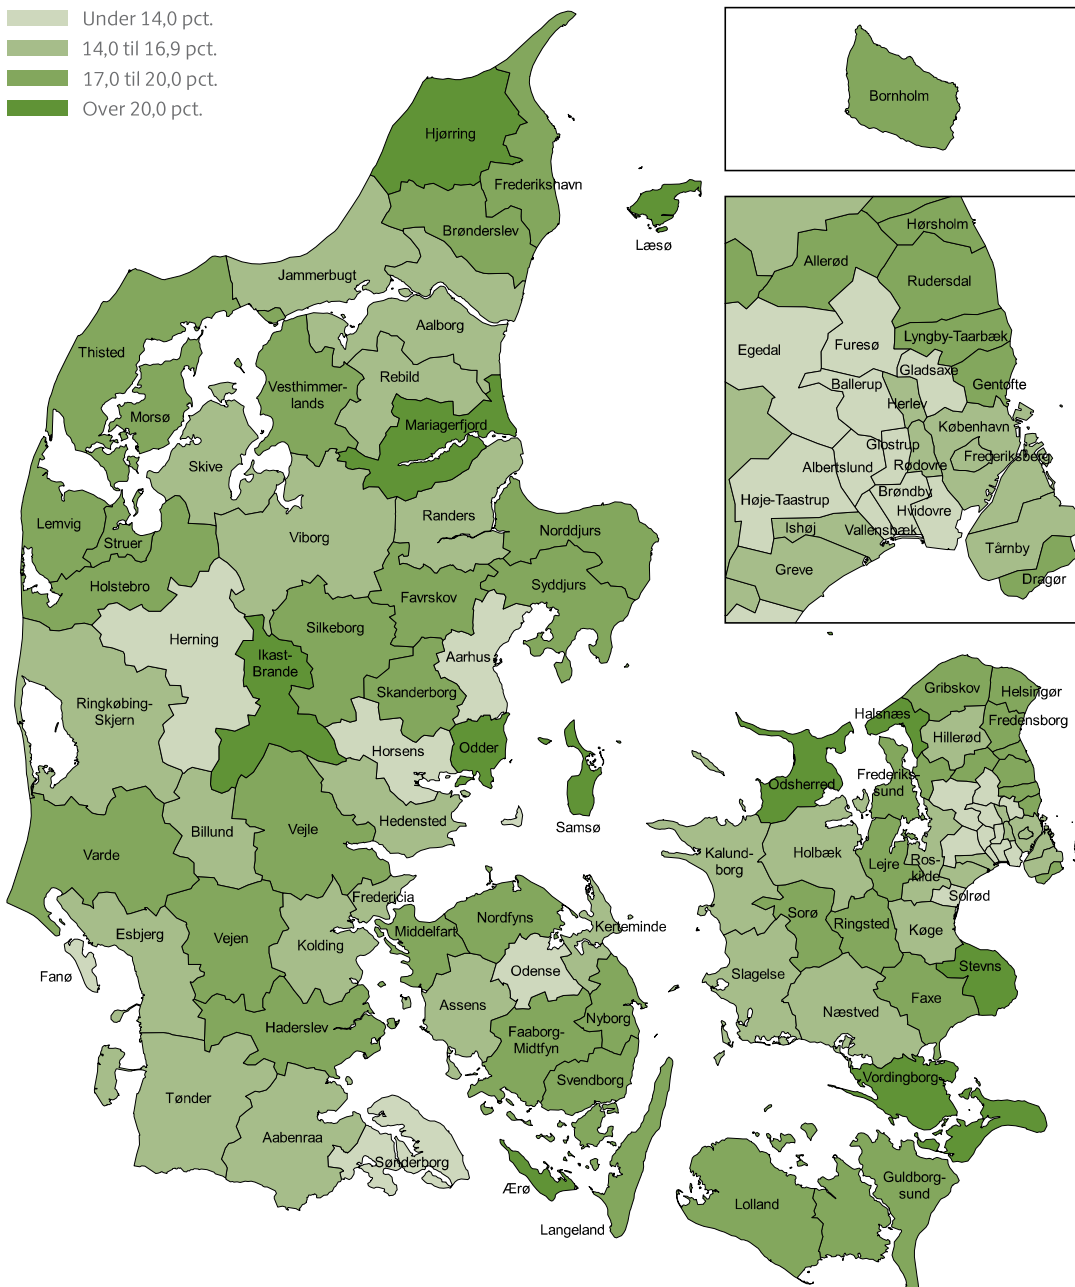 Under 14,0 pct.
14,0 til 16,9 pct.
17,0 til 20,0 pct.
Over 20,0 pct.
Hjørring
Frederikshavn
Brønderslev
Læsø
Jammerbugt
Aalborg
Thisted
Rebild
Vesthimmer-
lands
Morsø
Mariagerfjord
Skive
Lemvig
Struer
Randers
Viborg
Norddjurs
Holstebro
Syddjurs
Favrskov
Silkeborg
Herning
Ikast-
Brande
Aarhus
Skanderborg
Ringkøbing-
Skjern
Horsens
Odder
Samsø
Hedensted
Billund
Vejle
Varde
Fredericia
Esbjerg
Vejen
Kolding
Fanø
Middelfart
Nordfyns
Kerteminde
Odense
Assens
Haderslev
Faaborg-
Midtfyn
Nyborg
Svendborg
Tønder
Aabenraa
Sønderborg
Ærø
Langeland
Bornholm
Hørsholm
Allerød
Rudersdal
Egedal
Furesø
Lyngby-Taarbæk
Gladsaxe
Ballerup
Gentofte
Herlev
København
Glostrup
Frederiksberg
Albertslund
Rødovre
Høje-Taastrup
Brøndby
Hvidovre
Ishøj
Vallensbæk
Tårnby
Greve
Dragør
Gribskov
Helsingør
Halsnæs
Fredensborg
Hillerød
Odsherred
Frederiks-
sund
Kalund-
borg
Holbæk
Lejre
Ros-
kilde
Solrød
Sorø
Ringsted
Køge
Slagelse
Stevns
Næstved
Faxe
Vordingborg
Lolland
Guldborg-
sund